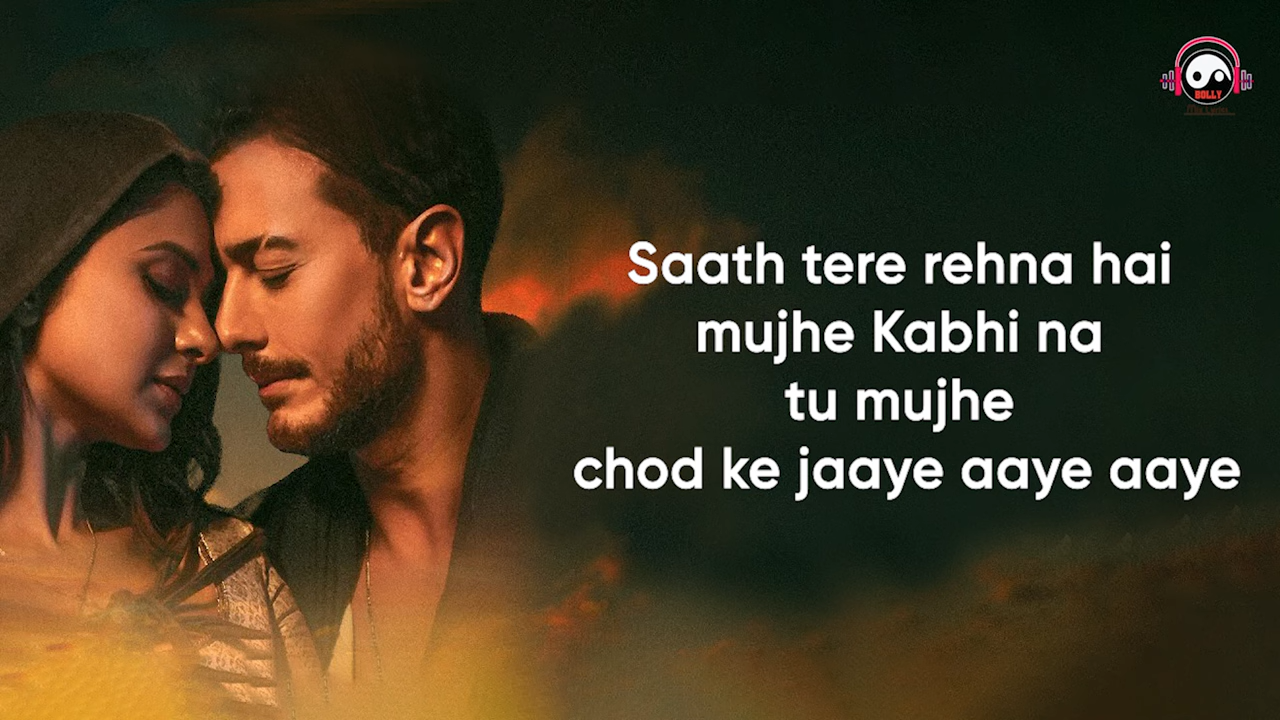 BOLLY
Saath tere rehna hai
mujhe Kabhi na
tu mujhe
chod ke jaaye aaye aaye